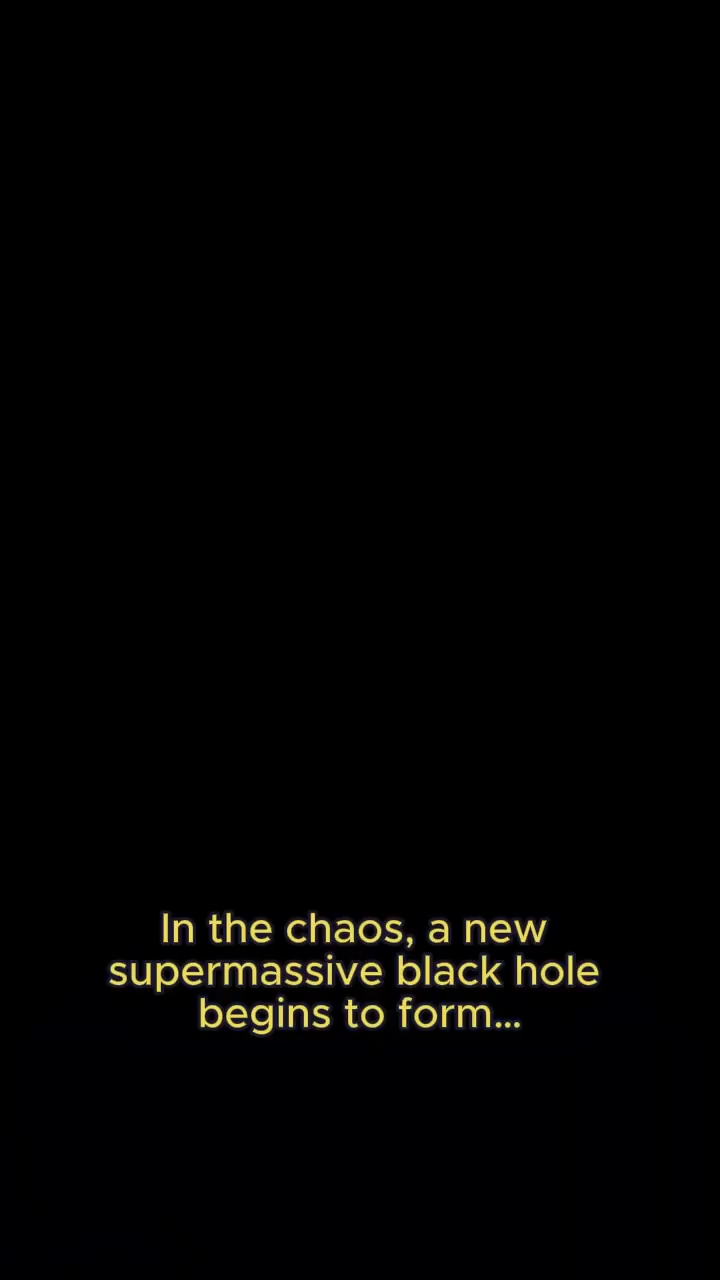 In the chaos, a new
supermassive black hole
begins to form...